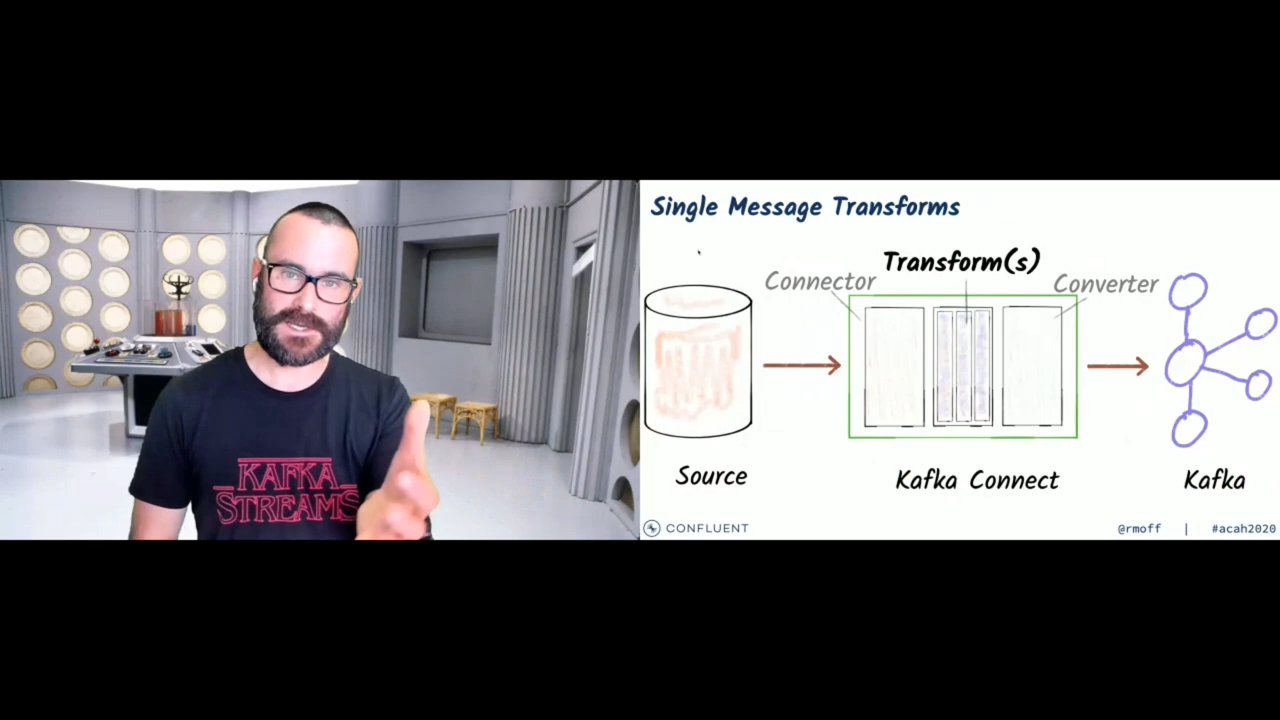 KAFKA
STREAMS
Single Message Transforms
Transform(s)
Connector
Converter
Source
Kafka Connect
Kafka
CONFLUENT
@rmoff | #acah2020